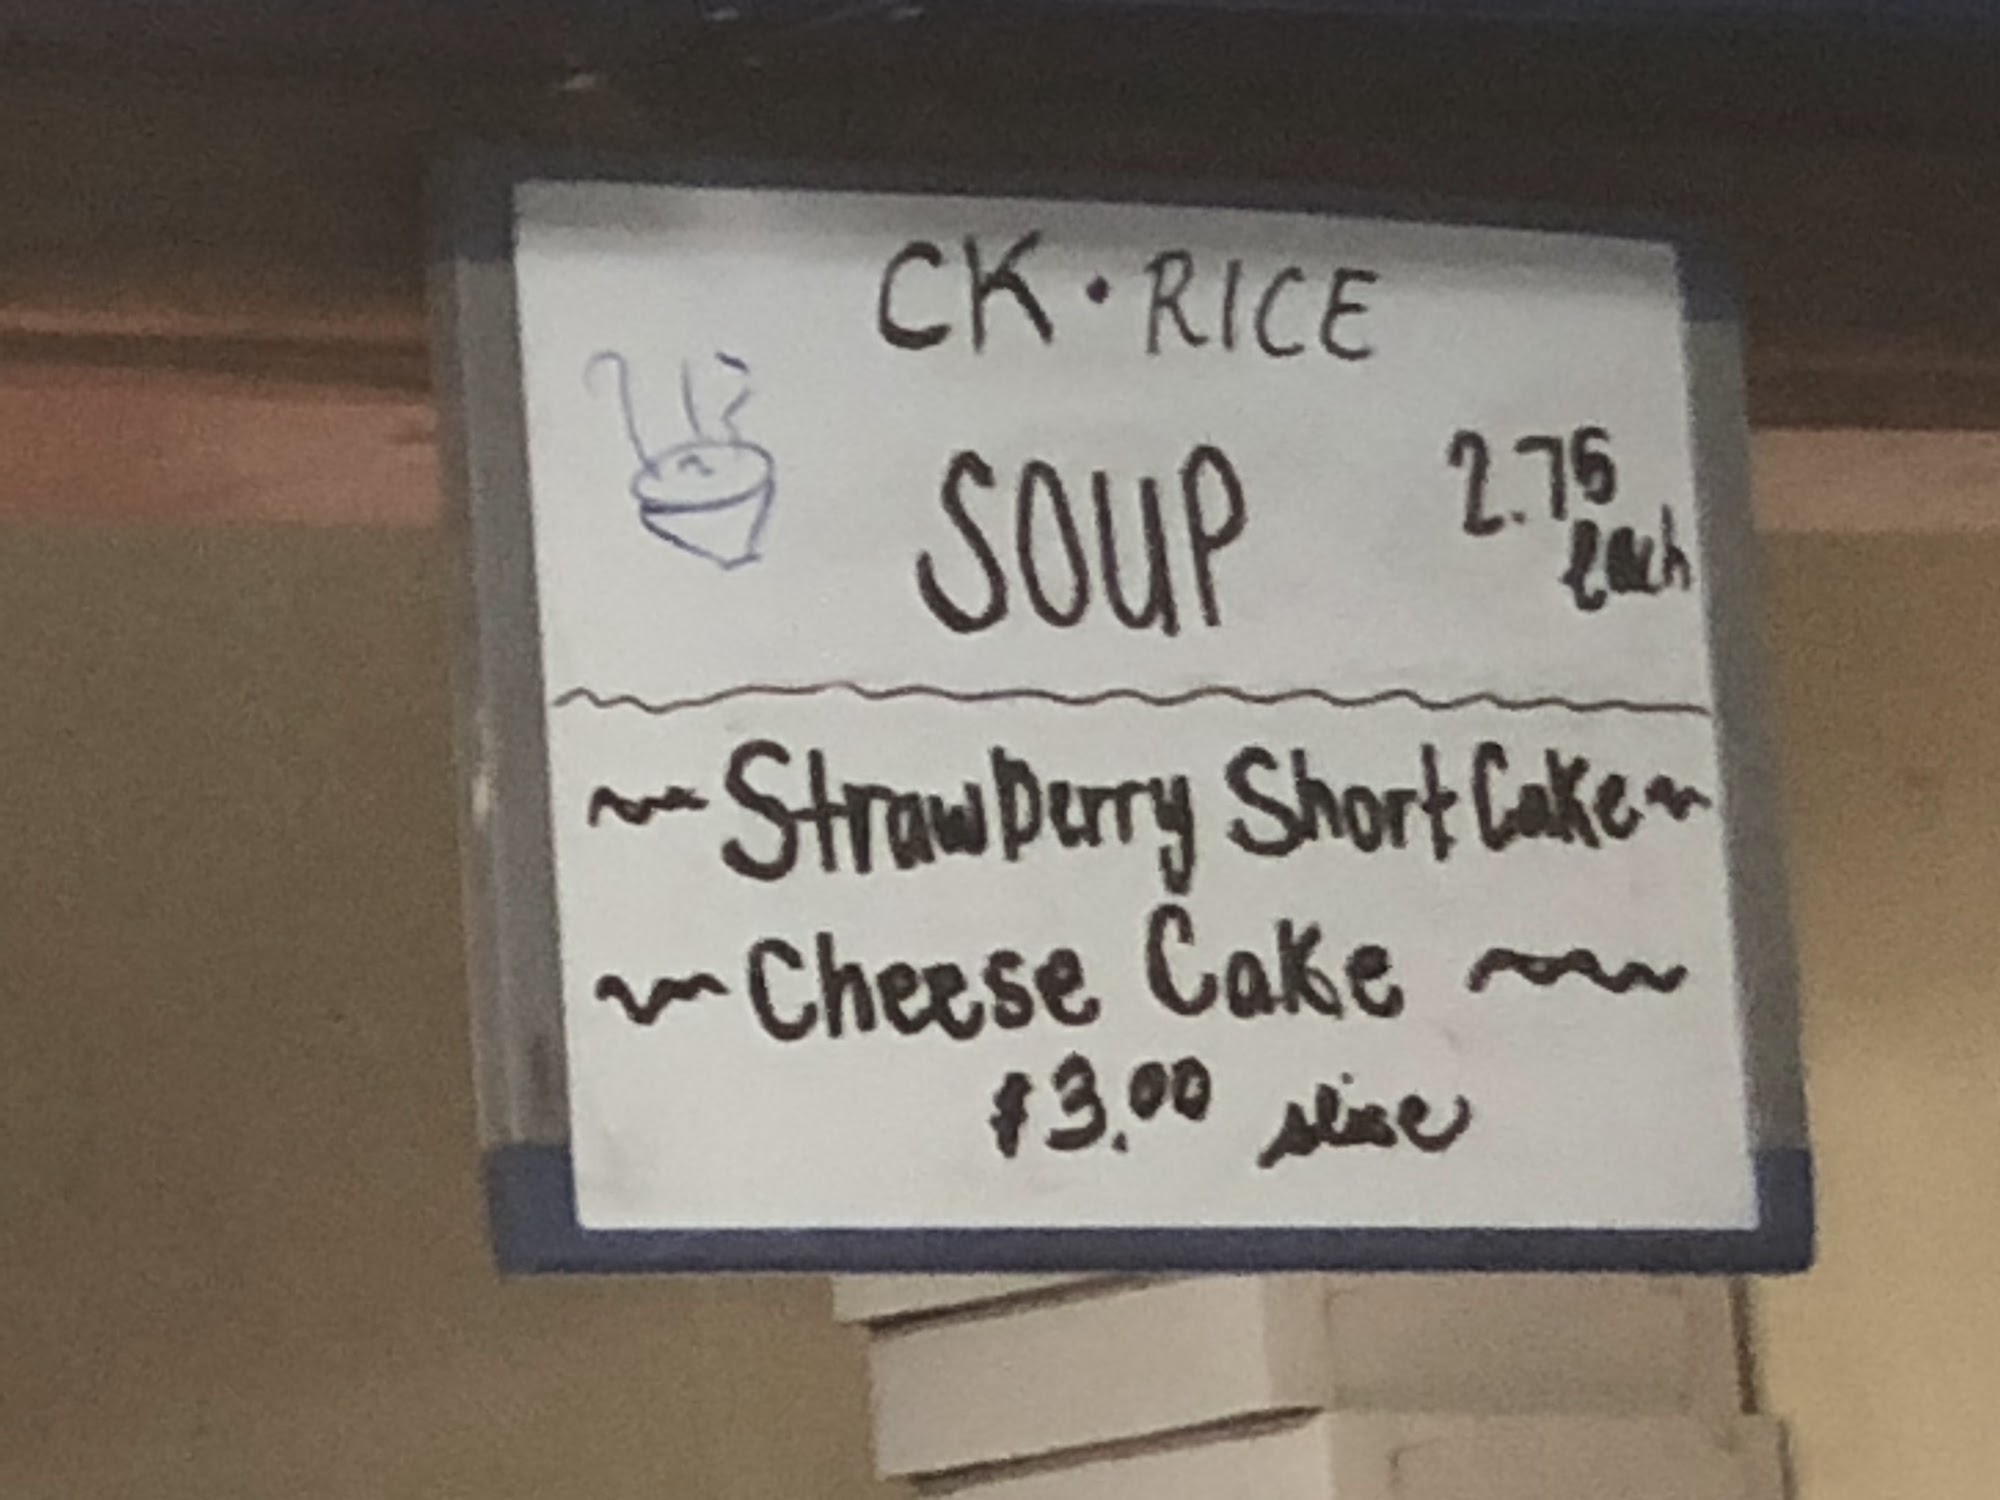 CK • RICE
SOUP
2.75
each
~ Strawberry Short Cake ~
~ Cheese Cake ~
$3.00 slice